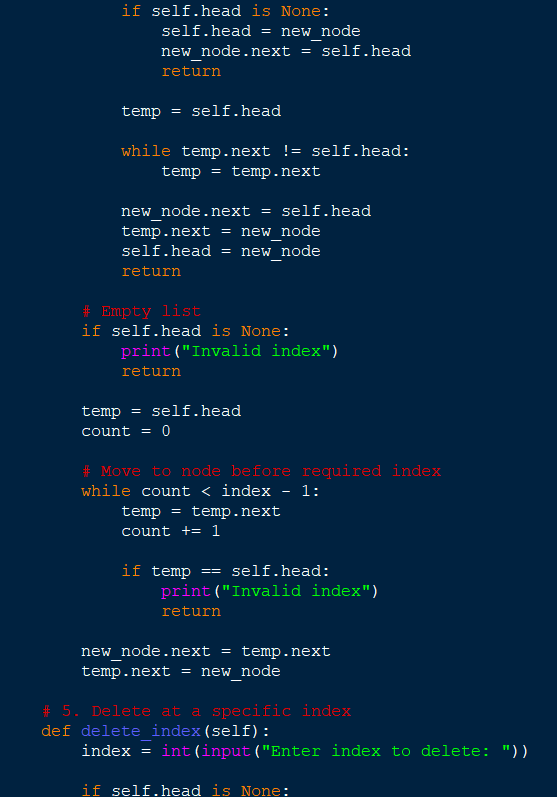 if self.head is None:
self.head = new_node
new_node.next = self.head
return
temp = self.head
while temp.next != self.head:
temp = temp.next
new_node.next = self.head
temp.next = new_node
self.head = new_node
return
# Empty list
if self.head is None:
print("Invalid index")
return
temp = self.head
count = 0
# Move to node before required index
while count < index - 1:
temp = temp.next
count += 1
if temp == self.head:
print("Invalid index")
return
new_node.next = temp.next
temp.next = new_node
# 5. Delete at a specific index
def delete_index(self):
index = int(input("Enter index to delete: "))
if self.head is None: